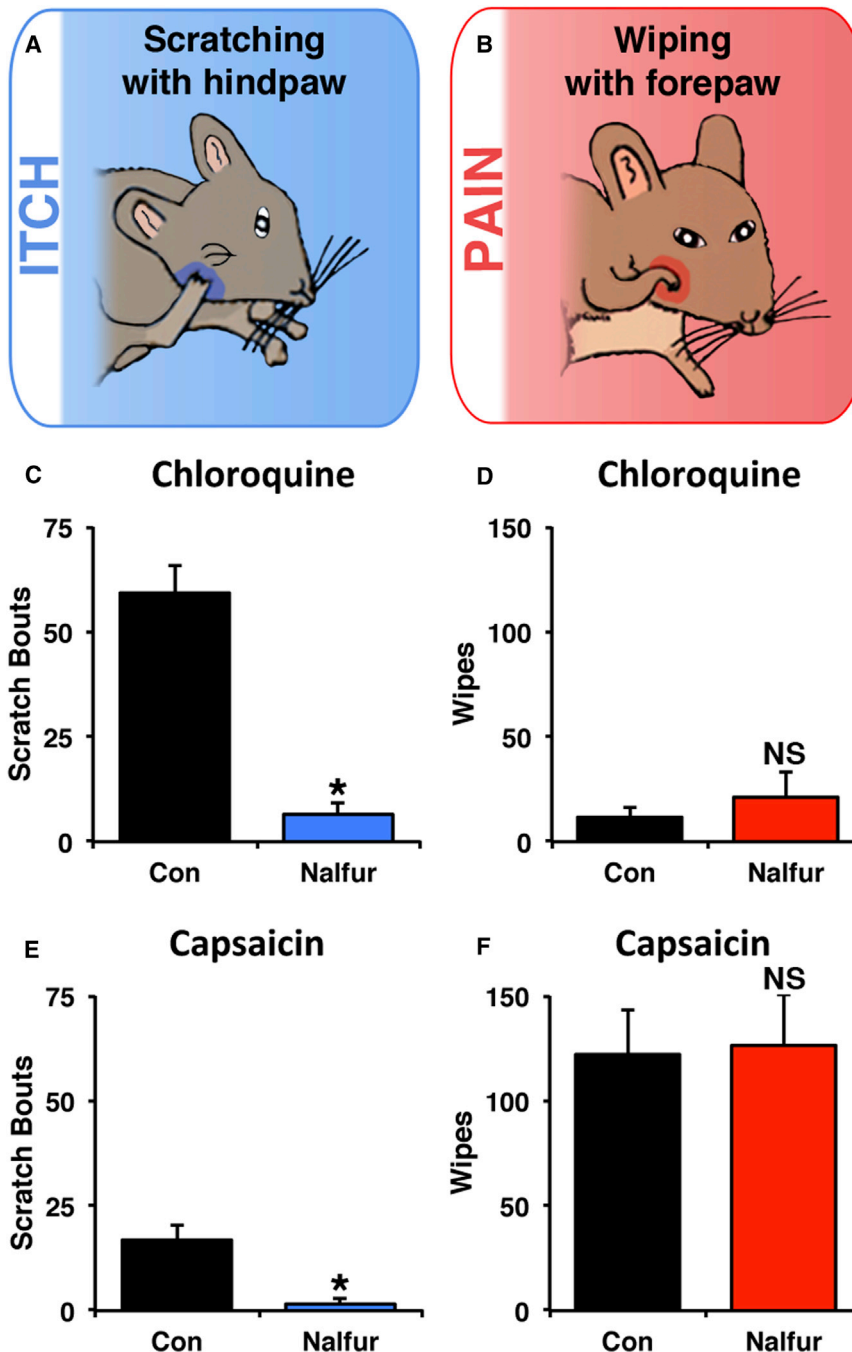 A
Scratching
with hindpaw
ITCH
B
Wiping
with forepaw
PAIN
C
Chloroquine
75
50
25
0
Scratch Bouts
*
Con
Nalfur
D
Chloroquine
150
100
50
0
Wipes
NS
Con
Nalfur
E
Capsaicin
75
50
25
0
Scratch Bouts
*
Con
Nalfur
F
Capsaicin
150
100
50
0
Wipes
NS
Con
Nalfur